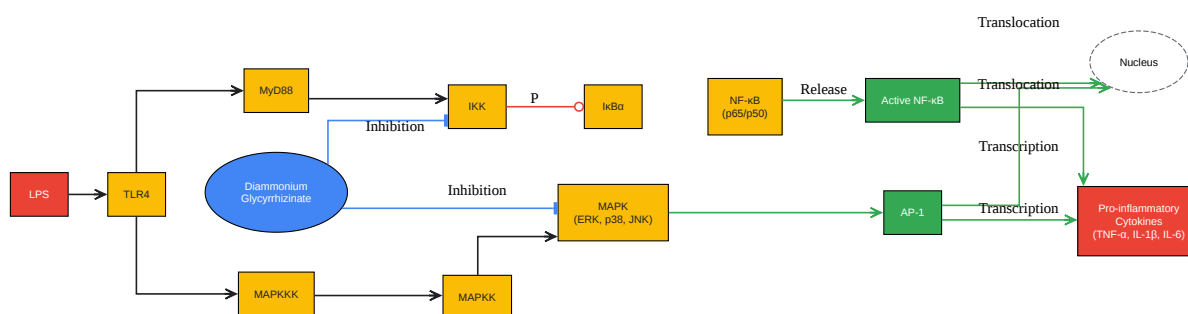 Translocation
Nucleus
MyD88
IKK
P
IκBα
NF-κB
(p65/p50)
Release
Active NF-κB
Translocation
Inhibition
Transcription
LPS
TLR4
Diammonium
Glycyrrhizinate
Inhibition
MAPK
(ERK, p38, JNK)
AP-1
Transcription
Pro-inflammatory
Cytokines
(TNF-α, IL-1β, IL-6)
MAPKKK
MAPKK